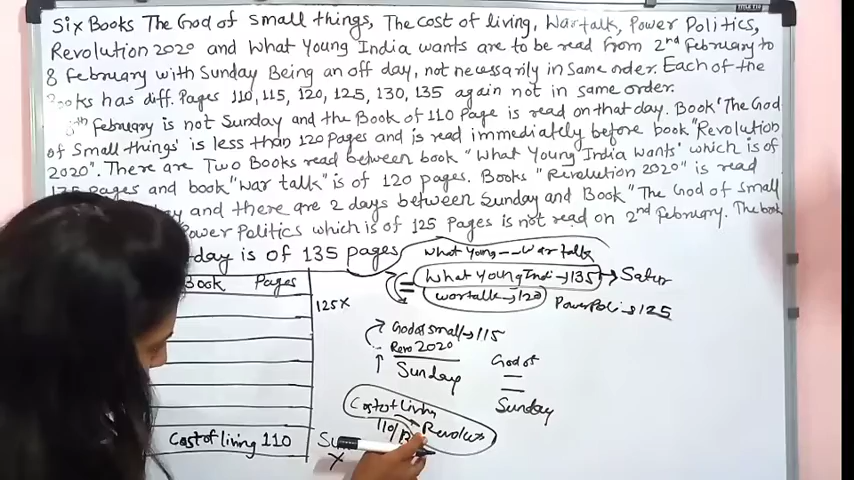 Six Books The God of small things, The cost of living, War talk, Power Politics,
Revolution 2020 and What Young India wants are to be read from 2nd February to
8 february with Sunday Being an off day, not necessarily in Same order. Each of the
Books has diff. Pages 110, 115, 120, 125, 130, 135 again not in same order.
february is not Sunday and the Book of 110 Page is read on that day. Book "The God
of Small things" is less than 120 pages and is read immediately before book "Revolution
2020". There are Two Books read between book "What Young India wants" which is of
pages and book "War talk" is of 120 pages. Books "Revolution 2020" is read
and there are 2 days between Sunday and Book "The God of small
Power Politics which is of 125 Pages is not read on 2nd february. The book
day is of 135 pages
What Young -- War talk
Book Pages
What Young Indi → 135 → Satur
War talk → 120
Power Poli → 125
125 X
God of small → 115
Revo 2020
Sunday
God of
Sunday
Cost of Living
110/
Revolu
Cost of living 110
Su
X